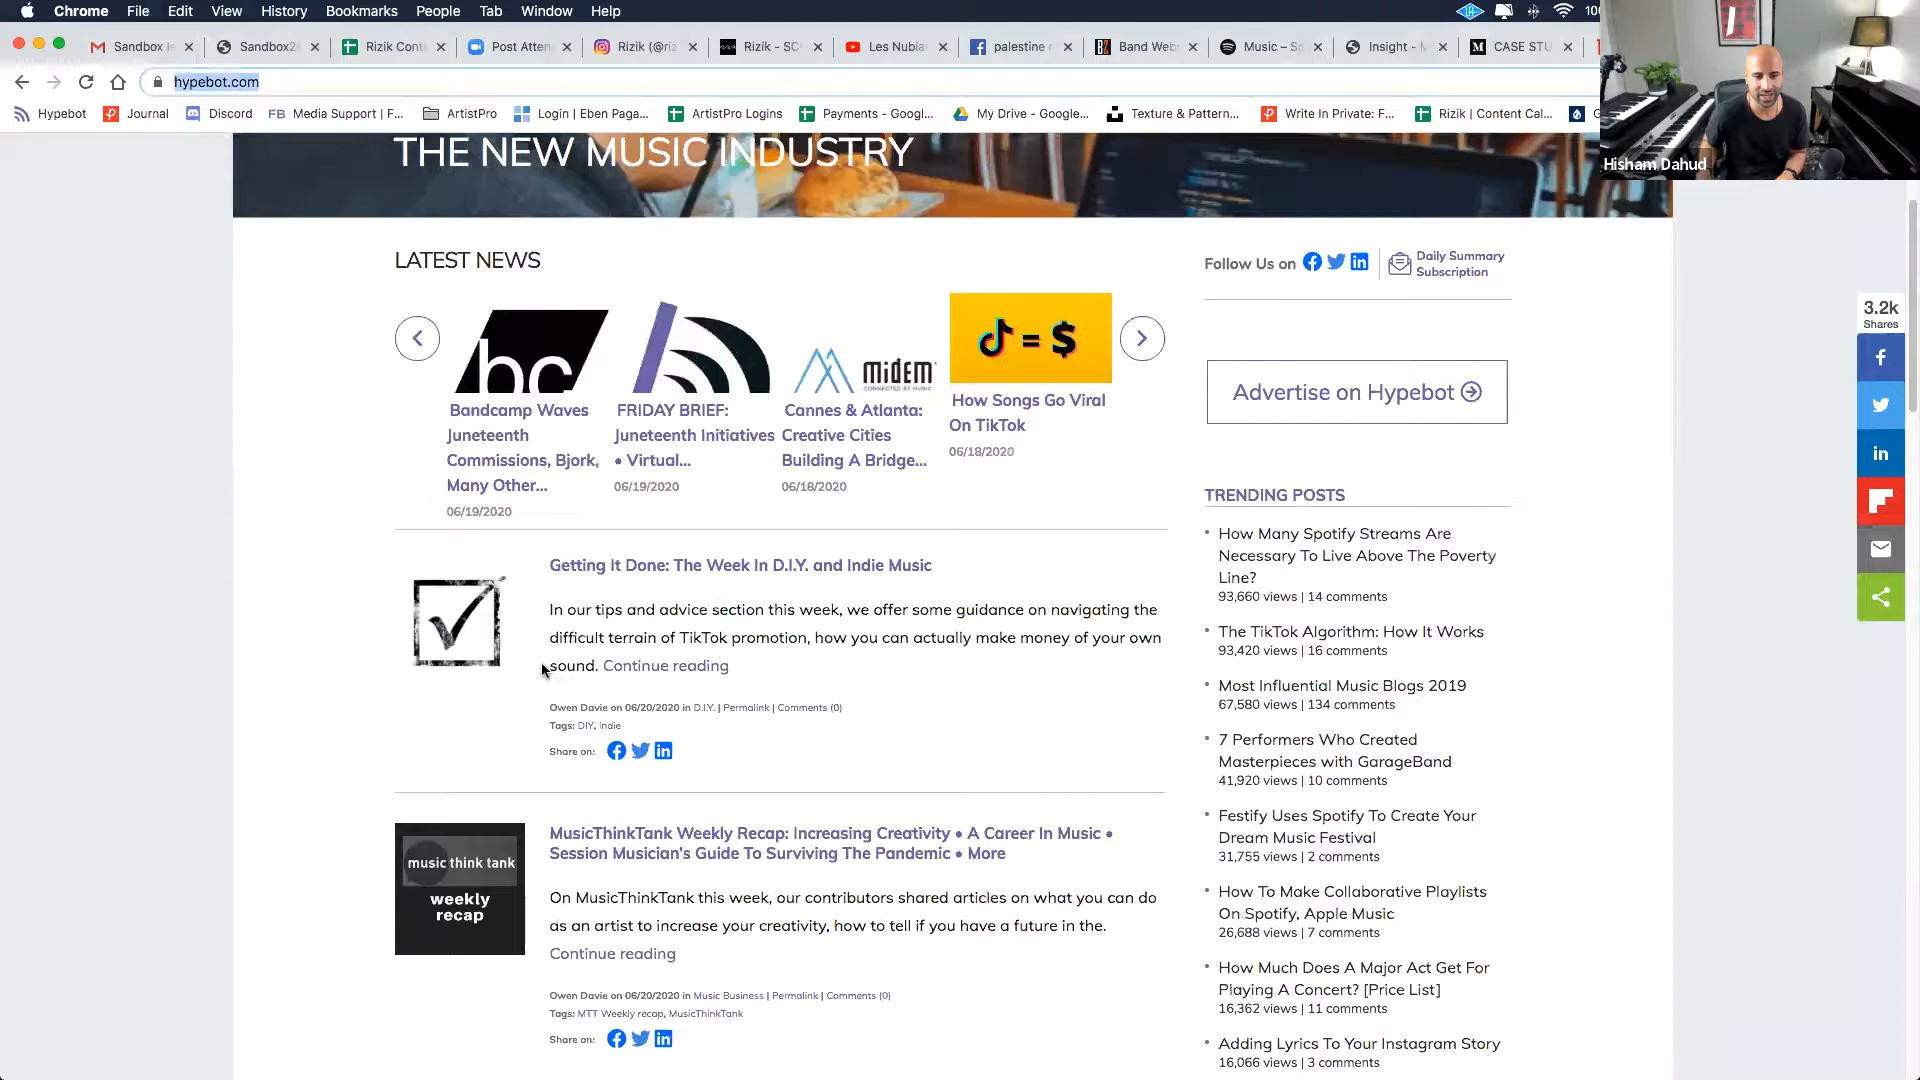 Chrome File Edit View History Bookmarks People Tab Window Help
Sandbox Sandbox2 Rizik Cont Post Atten Rizik (@riz Rizik - SC Les Nubia palestine Band Web Music – S Insight - CASE STU
hypebot.com
Hypebot Journal Discord FB Media Support | F... ArtistPro Login | Eben Paga... ArtistPro Logins Payments - Googl... My Drive - Google... Texture & Pattern... Write In Private: F... Rizik | Content Cal...
Hisham Dahud
THE NEW MUSIC INDUSTRY
LATEST NEWS
bc
midem
CONNECTED BY MUSIC
= $
Bandcamp Waves
Juneteenth
Commissions, Bjork,
Many Other...
06/19/2020
FRIDAY BRIEF:
Juneteenth Initiatives
• Virtual...
06/19/2020
Cannes & Atlanta:
Creative Cities
Building A Bridge...
06/18/2020
How Songs Go Viral
On TikTok
06/18/2020
Getting It Done: The Week In D.I.Y. and Indie Music
In our tips and advice section this week, we offer some guidance on navigating the
difficult terrain of TikTok promotion, how you can actually make money of your own
sound. Continue reading
Owen Davie on 06/20/2020 in D.I.Y. | Permalink | Comments (0)
Tags: DIY, indie
Share on:
music think tank
weekly
recap
MusicThinkTank Weekly Recap: Increasing Creativity • A Career In Music •
Session Musician's Guide To Surviving The Pandemic • More
On MusicThinkTank this week, our contributors shared articles on what you can do
as an artist to increase your creativity, how to tell if you have a future in the.
Continue reading
Owen Davie on 06/20/2020 in Music Business | Permalink | Comments (0)
Tags: MTT Weekly recap, MusicThinkTank
Share on:
Follow Us on
Daily Summary
Subscription
Advertise on Hypebot
TRENDING POSTS
How Many Spotify Streams Are
Necessary To Live Above The Poverty
Line?
93,660 views | 14 comments
The TikTok Algorithm: How It Works
93,420 views | 16 comments
Most Influential Music Blogs 2019
67,580 views | 134 comments
7 Performers Who Created
Masterpieces with GarageBand
41,920 views | 10 comments
Festify Uses Spotify To Create Your
Dream Music Festival
31,755 views | 2 comments
How To Make Collaborative Playlists
On Spotify, Apple Music
26,688 views | 7 comments
How Much Does A Major Act Get For
Playing A Concert? [Price List]
16,362 views | 11 comments
Adding Lyrics To Your Instagram Story
16,066 views | 3 comments
3.2k
Shares